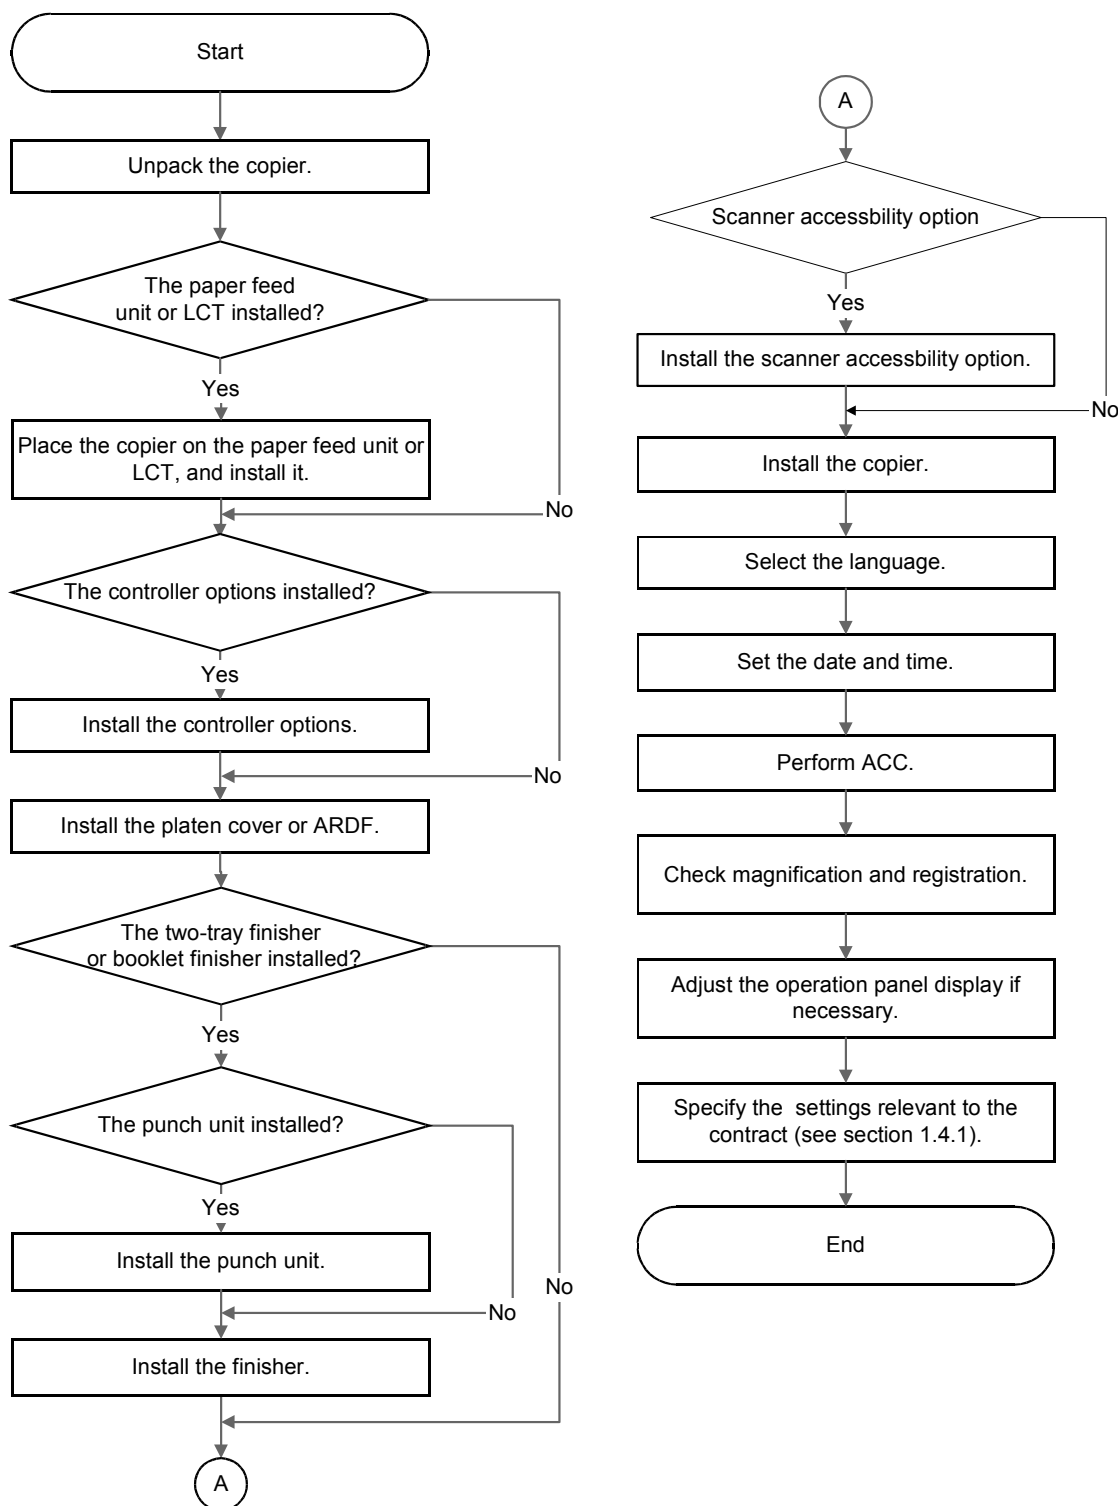 Start
Unpack the copier.
The paper feed
unit or LCT installed?
Yes
Place the copier on the paper feed unit or
LCT, and install it.
No
The controller options installed?
Yes
Install the controller options.
No
Install the platen cover or ARDF.
The two-tray finisher
or booklet finisher installed?
Yes
The punch unit installed?
Yes
Install the punch unit.
No
No
Install the finisher.
A
A
Scanner accessbility option
Yes
Install the scanner accessbility option.
No
Install the copier.
Select the language.
Set the date and time.
Perform ACC.
Check magnification and registration.
Adjust the operation panel display if
necessary.
Specify the  settings relevant to the
contract (see section 1.4.1).
End